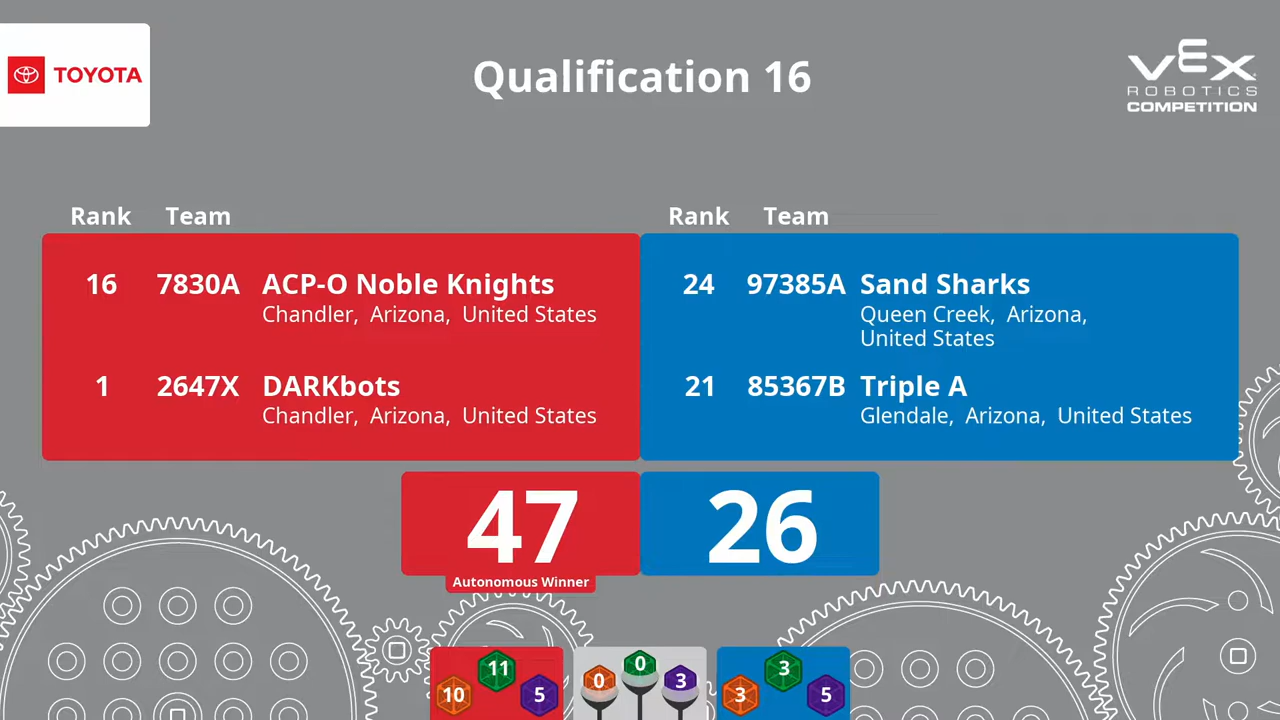 TOYOTA
Qualification 16
VEX
ROBOTICS
COMPETITION
Rank Team
16 7830A ACP-O Noble Knights
Chandler, Arizona, United States
1 2647X DARKbots
Chandler, Arizona, United States
Rank Team
24 97385A Sand Sharks
Queen Creek, Arizona,
United States
21 85367B Triple A
Glendale, Arizona, United States
47 26
Autonomous Winner
10 11 5
0 0 3
3 3 5